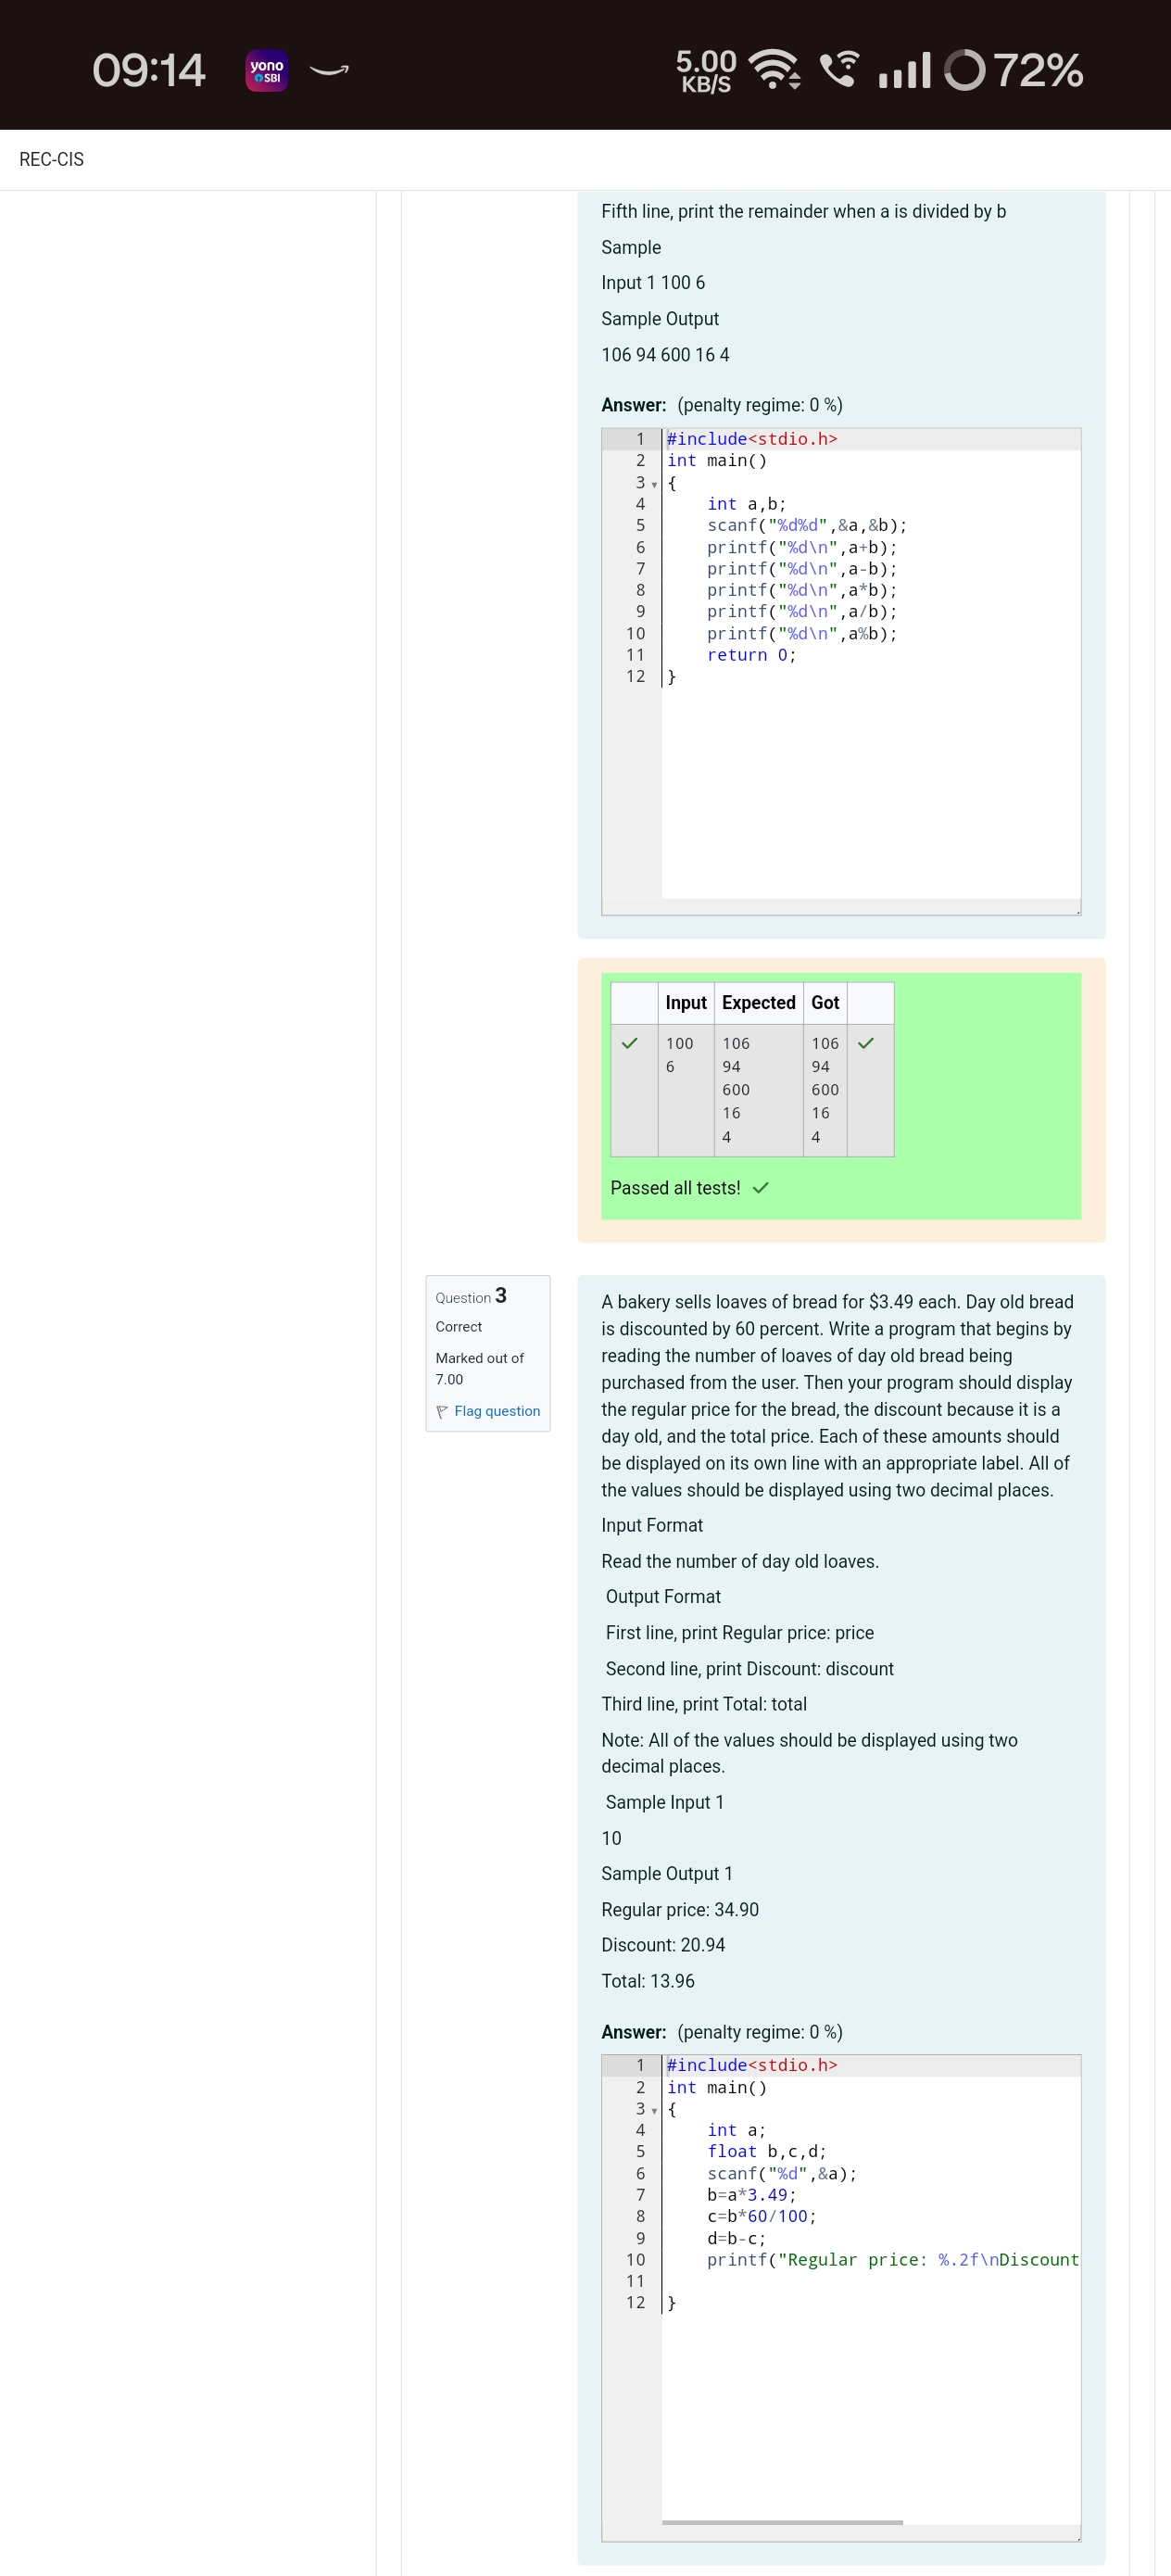 09:14 yono SBI 5.00 KB/S 72%
REC-CIS
Fifth line, print the remainder when a is divided by b
Sample
Input 1 100 6
Sample Output
106 94 600 16 4
Answer: (penalty regime: 0 %)
1 #include<stdio.h>
2 int main()
3 {
4     int a,b;
5     scanf("%d%d",&a,&b);
6     printf("%d\n",a+b);
7     printf("%d\n",a-b);
8     printf("%d\n",a*b);
9     printf("%d\n",a/b);
10     printf("%d\n",a%b);
11     return 0;
12 }
Input Expected Got
100 106 106
6 94 94
600 600
16 16
4 4
Passed all tests!
Question 3
Correct
Marked out of
7.00
Flag question
A bakery sells loaves of bread for $3.49 each. Day old bread
is discounted by 60 percent. Write a program that begins by
reading the number of loaves of day old bread being
purchased from the user. Then your program should display
the regular price for the bread, the discount because it is a
day old, and the total price. Each of these amounts should
be displayed on its own line with an appropriate label. All of
the values should be displayed using two decimal places.
Input Format
Read the number of day old loaves.
Output Format
First line, print Regular price: price
Second line, print Discount: discount
Third line, print Total: total
Note: All of the values should be displayed using two
decimal places.
Sample Input 1
10
Sample Output 1
Regular price: 34.90
Discount: 20.94
Total: 13.96
Answer: (penalty regime: 0 %)
1 #include<stdio.h>
2 int main()
3 {
4     int a;
5     float b,c,d;
6     scanf("%d",&a);
7     b=a*3.49;
8     c=b*60/100;
9     d=b-c;
10     printf("Regular price: %.2f\nDiscount
11
12 }